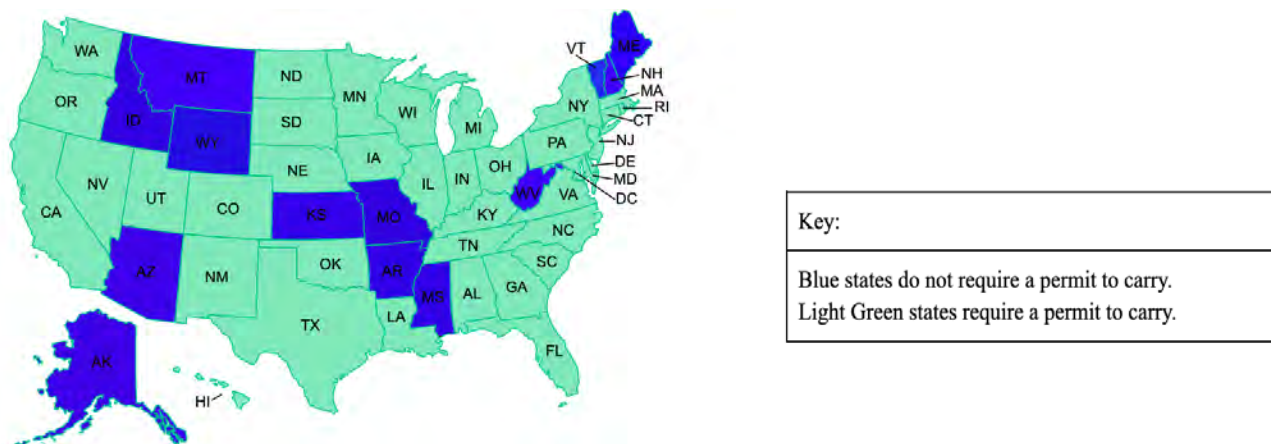 WA
MT
ND
MN
VT
ME
NH
MA
RI
CT
NY
OR
ID
WY
SD
WI
MI
PA
NJ
DE
MD
DC
NV
UT
CO
NE
IA
IL
IN
OH
WV
VA
CA
KS
MO
KY
NC
AZ
NM
OK
AR
TN
SC
MS
AL
GA
TX
LA
FL
AK
HI
Key:
Blue states do not require a permit to carry.
Light Green states require a permit to carry.